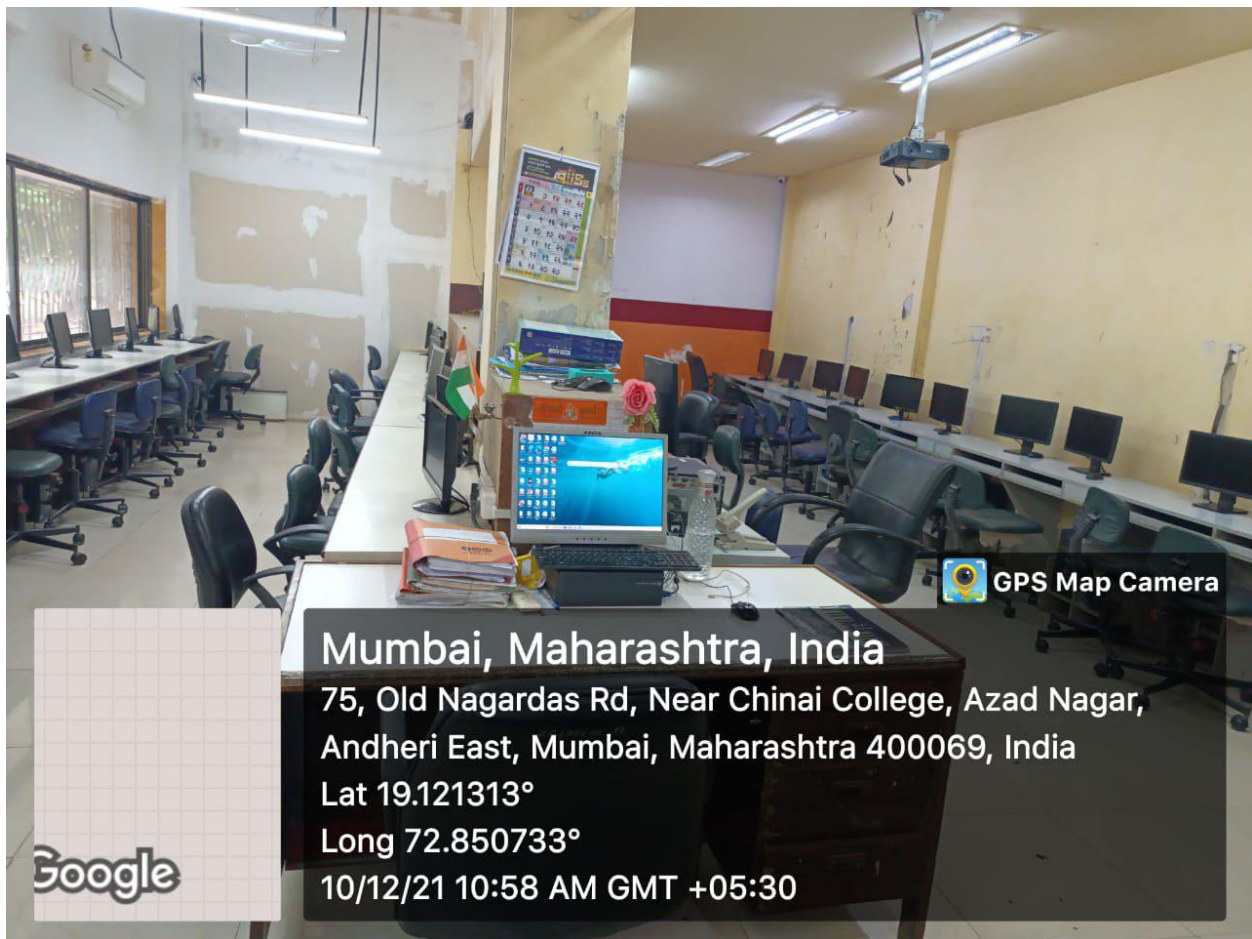 GPS Map Camera
Mumbai, Maharashtra, India
75, Old Nagardas Rd, Near Chinai College, Azad Nagar,
Andheri East, Mumbai, Maharashtra 400069, India
Lat 19.121313°
Long 72.850733°
10/12/21 10:58 AM GMT +05:30
Google